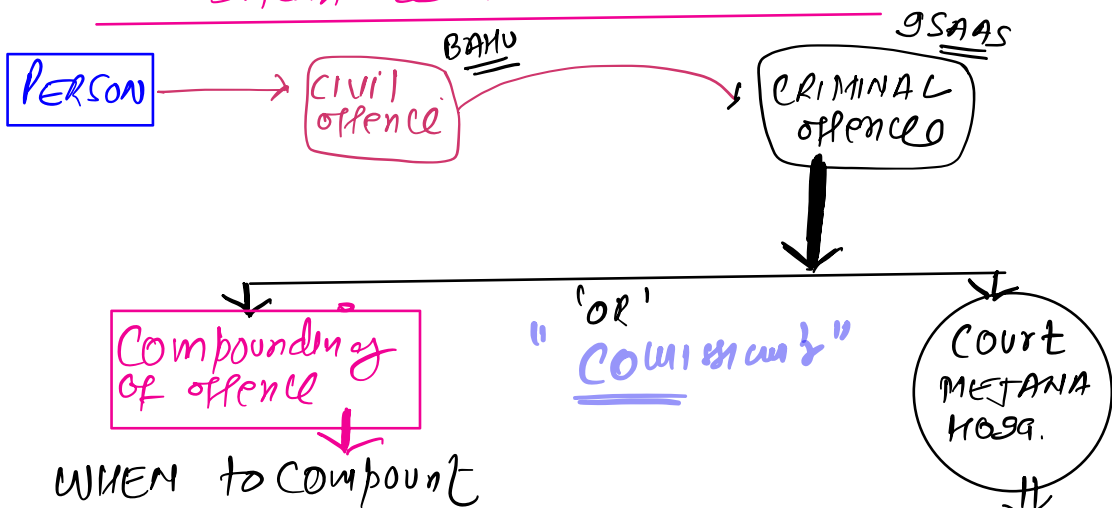 BAHU
9SAAS
PERSON
CIVIL
offence
CRIMINAL
offence
'OR'
Compounding
OF offence
Court
MEJANA
HOGa.
WHEN to Compount